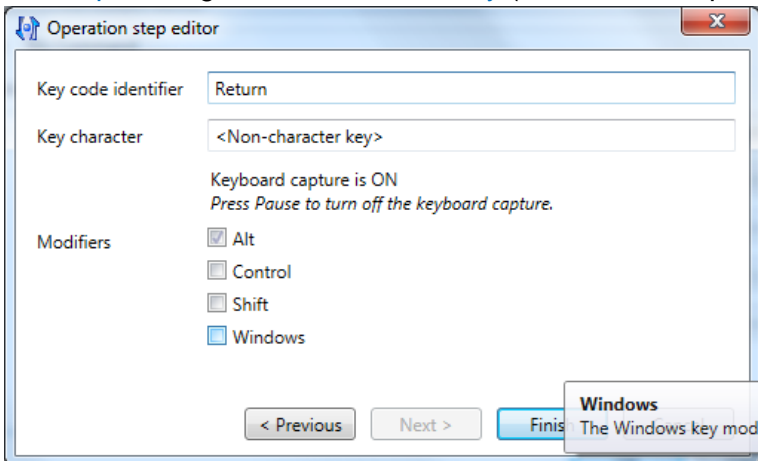 Operation step editor
Key code identifier Return
Key character <Non-character key>
Keyboard capture is ON
Press Pause to turn off the keyboard capture.
Modifiers Alt
Control
Shift
Windows
< Previous Next > Finis
Windows
The Windows key mod